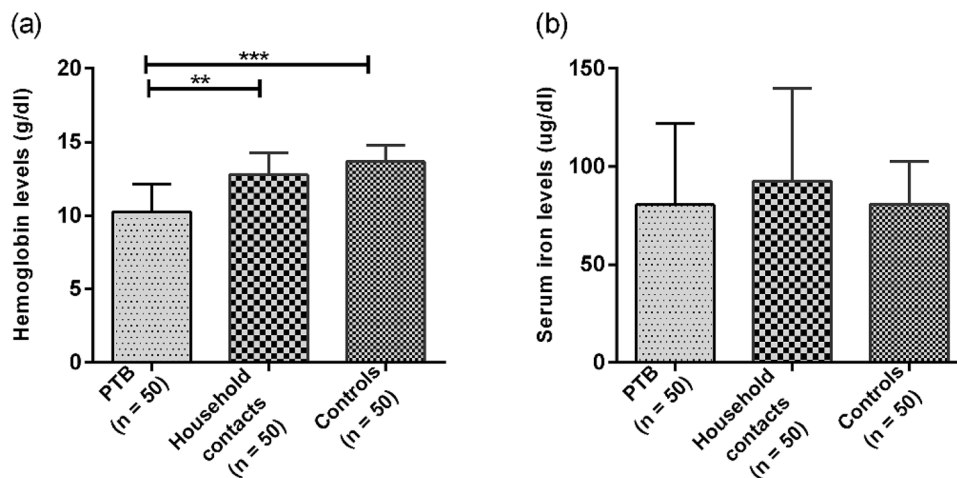 (a)
***
**
Hemoglobin levels (g/dl)
20
15
10
5
0
PTB
(n = 50)
Household
contacts
(n = 50)
Controls
(n = 50)
(b)
Serum iron levels (ug/dl)
150
100
50
0
PTB
(n = 50)
Household
contacts
(n = 50)
Controls
(n = 50)